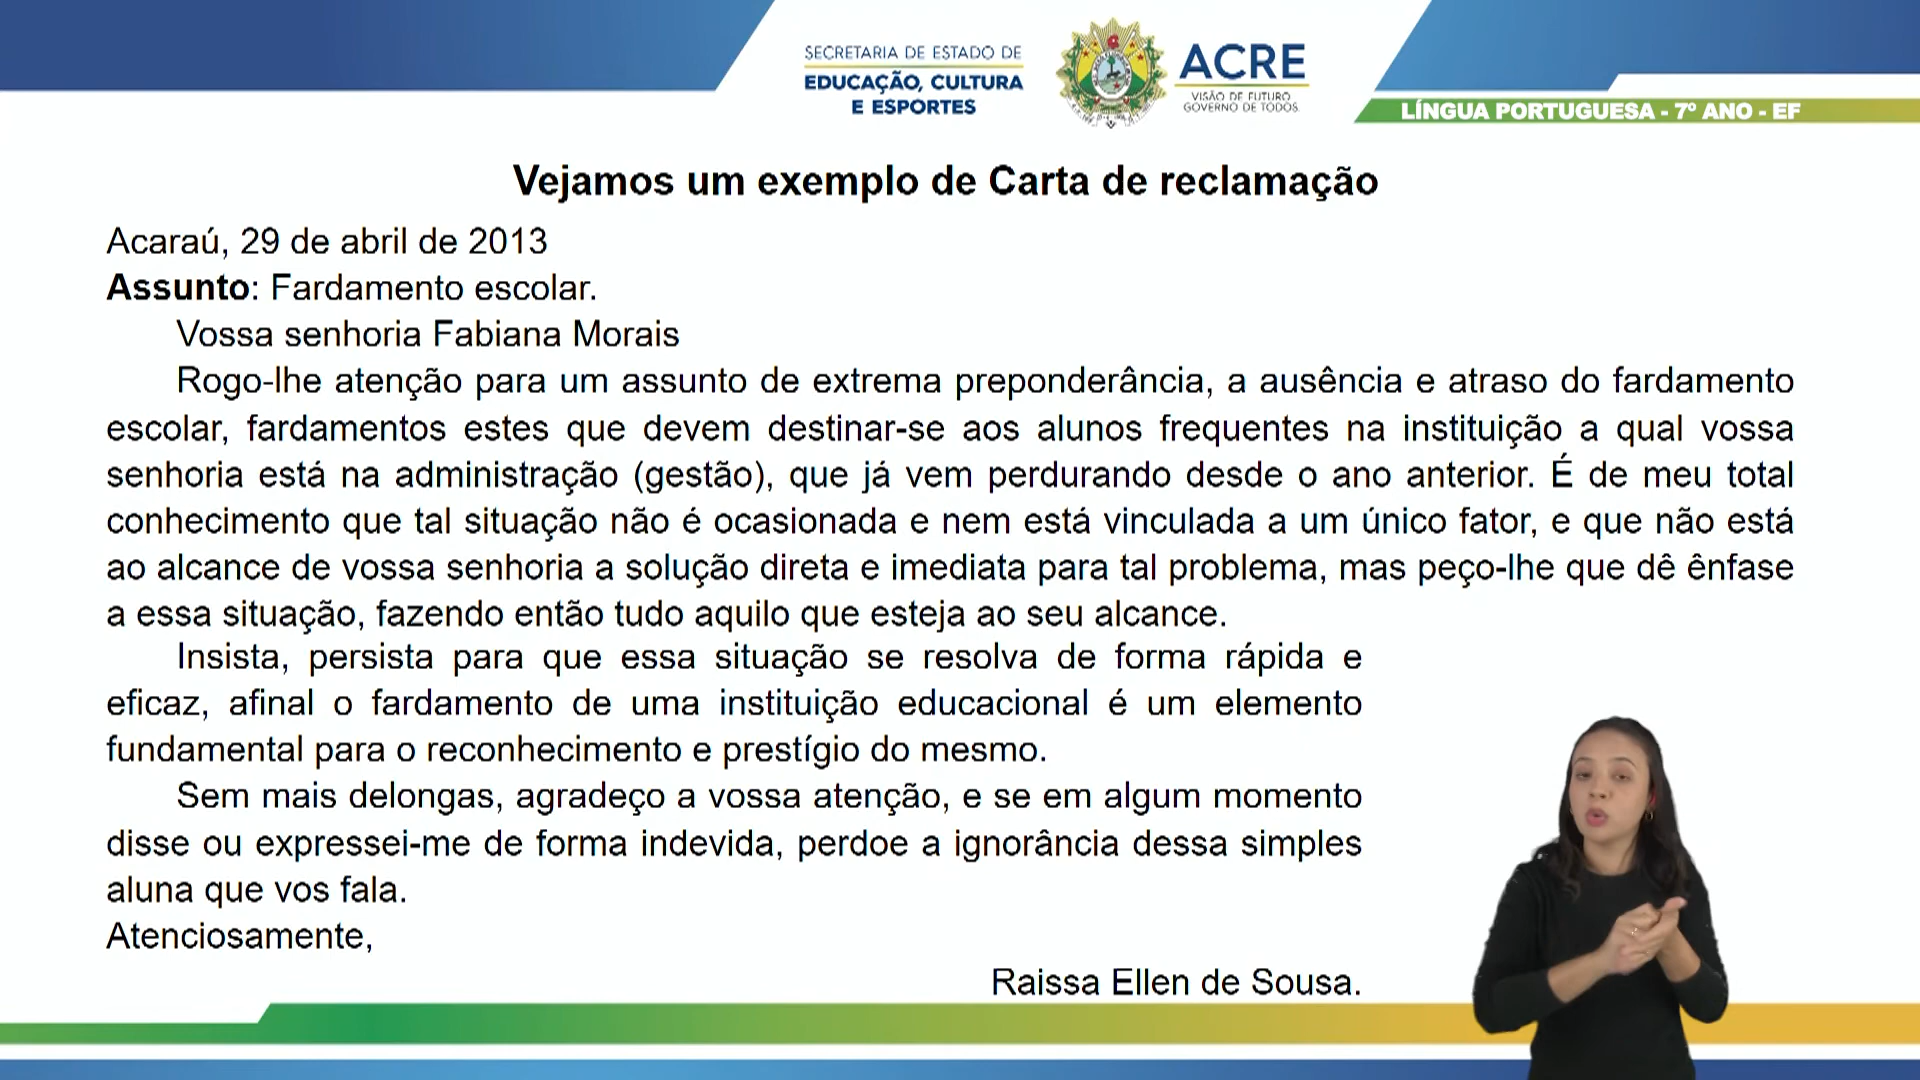 SECRETARIA DE ESTADO DE
EDUCAÇÃO, CULTURA
E ESPORTES
ACRE
VISÃO DE FUTURO
GOVERNO DE TODOS
LÍNGUA PORTUGUESA - 7º ANO - EF
Vejamos um exemplo de Carta de reclamação
Acaraú, 29 de abril de 2013
Assunto: Fardamento escolar.
Vossa senhoria Fabiana Morais
Rogo-lhe atenção para um assunto de extrema preponderância, a ausência e atraso do fardamento
escolar, fardamentos estes que devem destinar-se aos alunos frequentes na instituição a qual vossa
senhoria está na administração (gestão), que já vem perdurando desde o ano anterior. É de meu total
conhecimento que tal situação não é ocasionada e nem está vinculada a um único fator, e que não está
ao alcance de vossa senhoria a solução direta e imediata para tal problema, mas peço-lhe que dê ênfase
a essa situação, fazendo então tudo aquilo que esteja ao seu alcance.
Insista, persista para que essa situação se resolva de forma rápida e
eficaz, afinal o fardamento de uma instituição educacional é um elemento
fundamental para o reconhecimento e prestígio do mesmo.
Sem mais delongas, agradeço a vossa atenção, e se em algum momento
disse ou expressei-me de forma indevida, perdoe a ignorância dessa simples
aluna que vos fala.
Atenciosamente,
Raissa Ellen de Sousa.